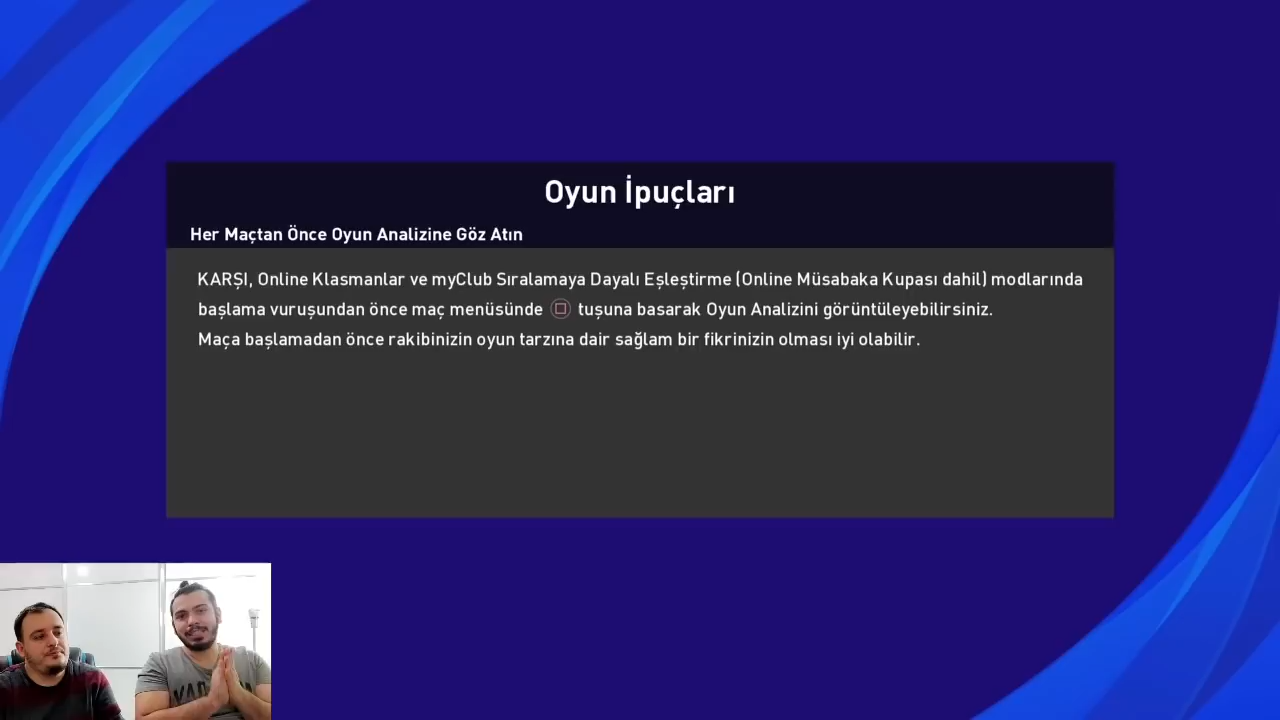 Oyun İpuçları
Her Maçtan Önce Oyun Analizine Göz Atın
KARŞI, Online Klasmanlar ve myClub Sıralamaya Dayalı Eşleştirme (Online Müsabaka Kupası dahil) modlarında
başlama vuruşundan önce maç menüsünde tuşuna basarak Oyun Analizini görüntüleyebilirsiniz.
Maça başlamadan önce rakibinizin oyun tarzına dair sağlam bir fikrinizin olması iyi olabilir.